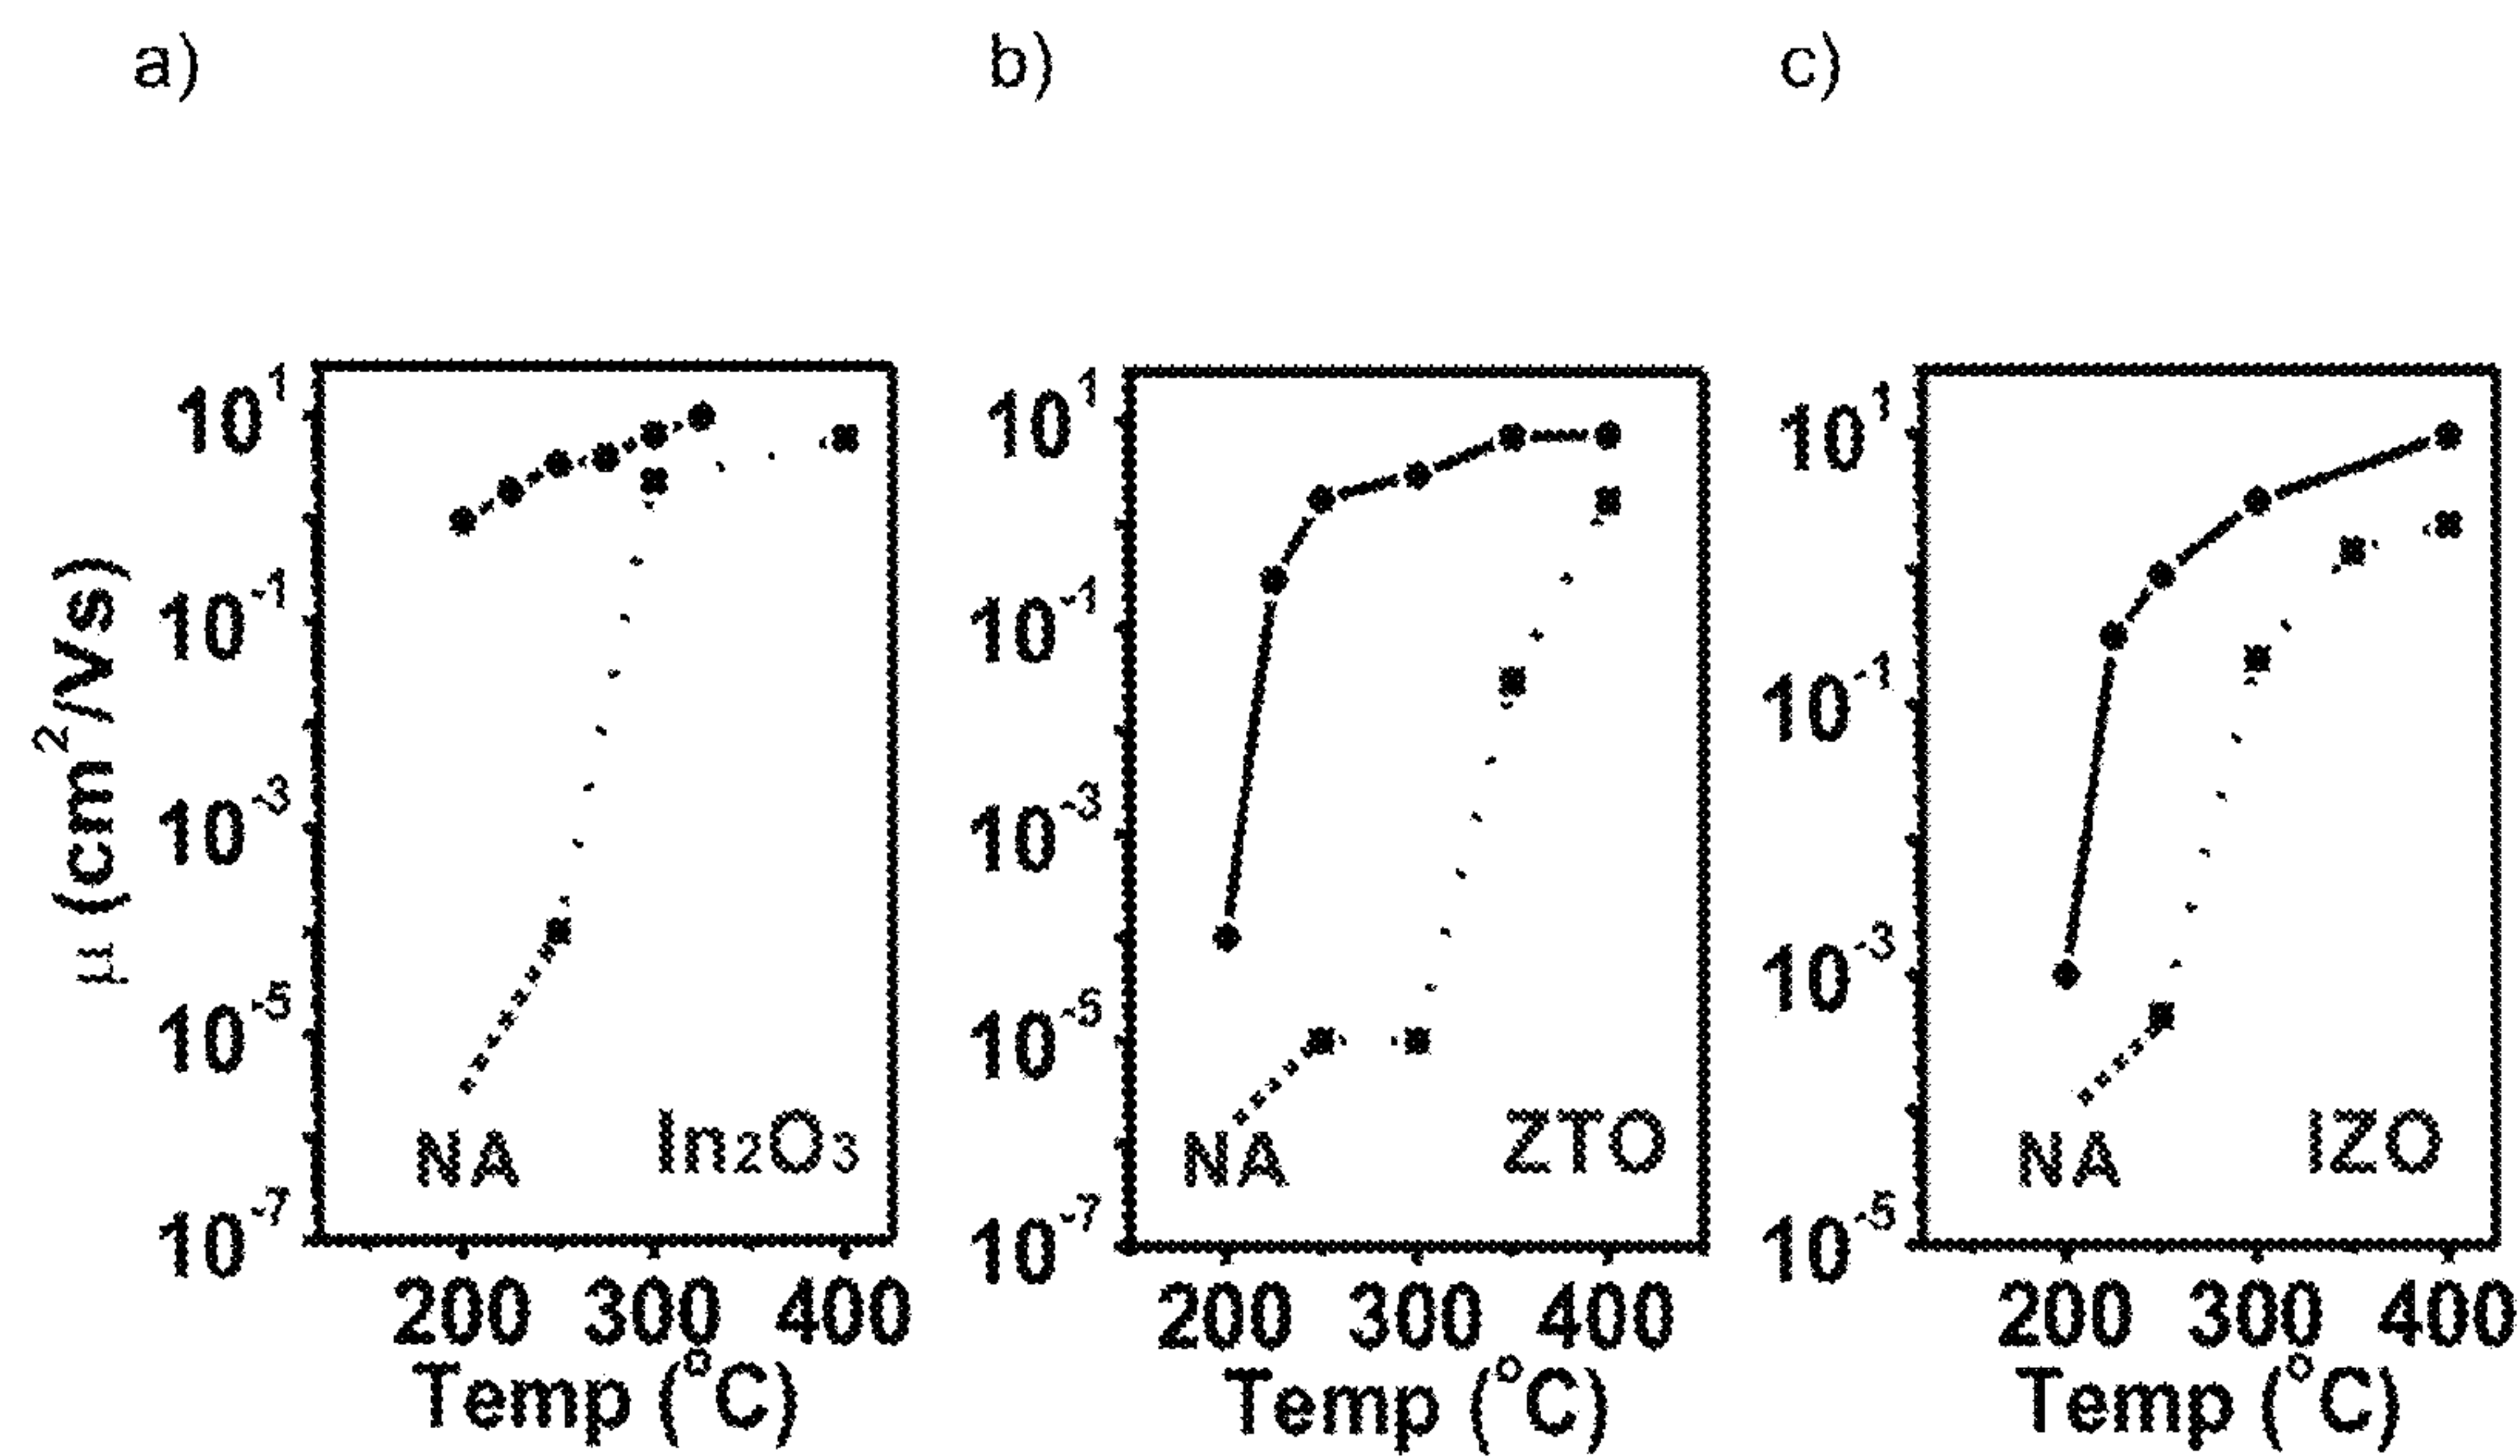 a) b) c)
10¹ 10¹ 10¹
10⁻¹ 10⁻¹ 10⁻¹
10⁻³ 10⁻³ 10⁻³
10⁻⁵ 10⁻⁵ 10⁻⁵
10⁻⁷ 10⁻⁷
μ (cm²/Vs)
NA In₂O₃ NA ZTO NA IZO
200 300 400 200 300 400 200 300 400
Temp (°C) Temp (°C) Temp (°C)